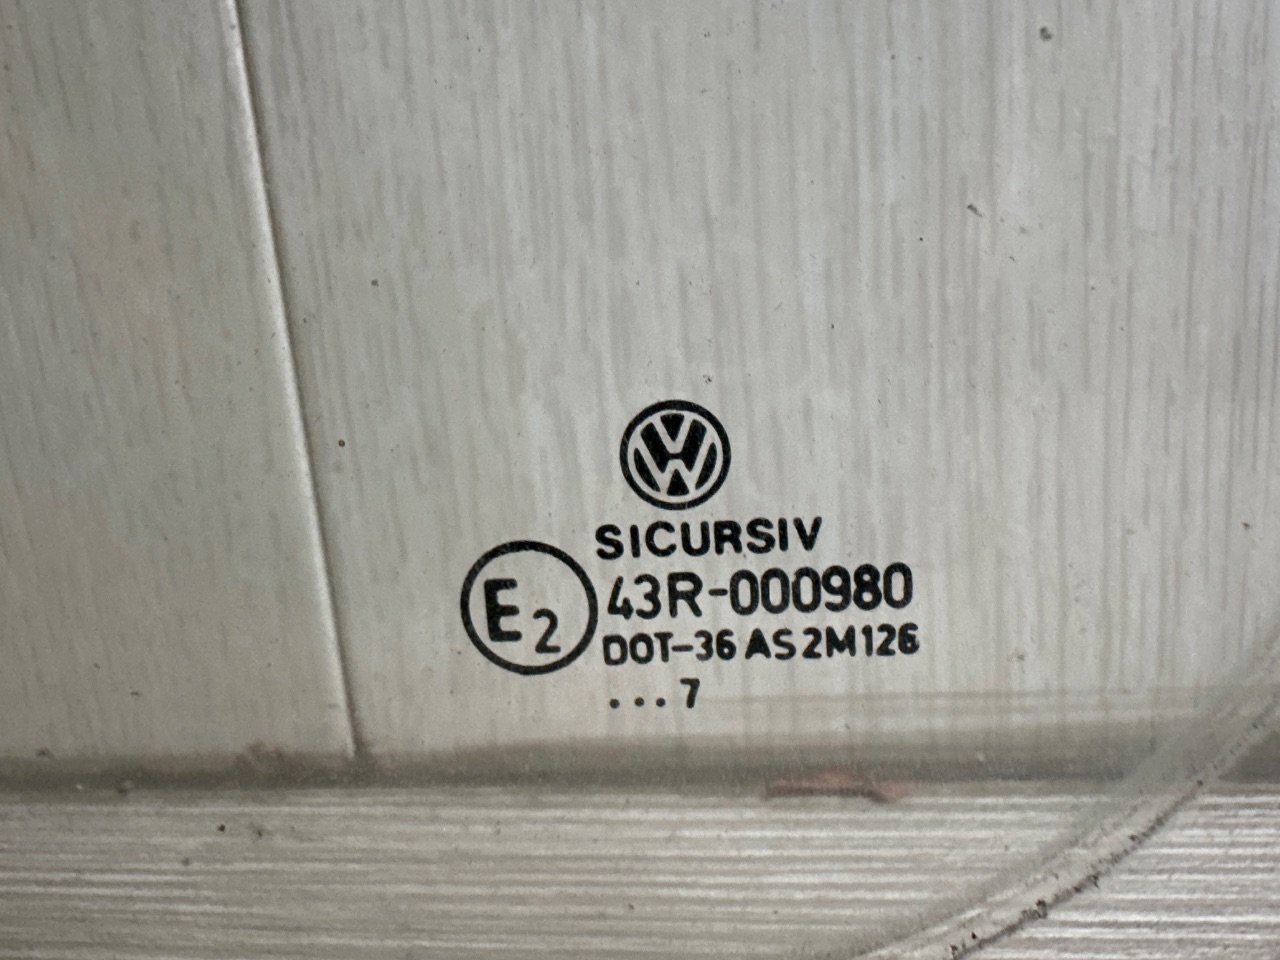 SICURSIV
E2 43R-000980
DOT-36 AS2M126
...7